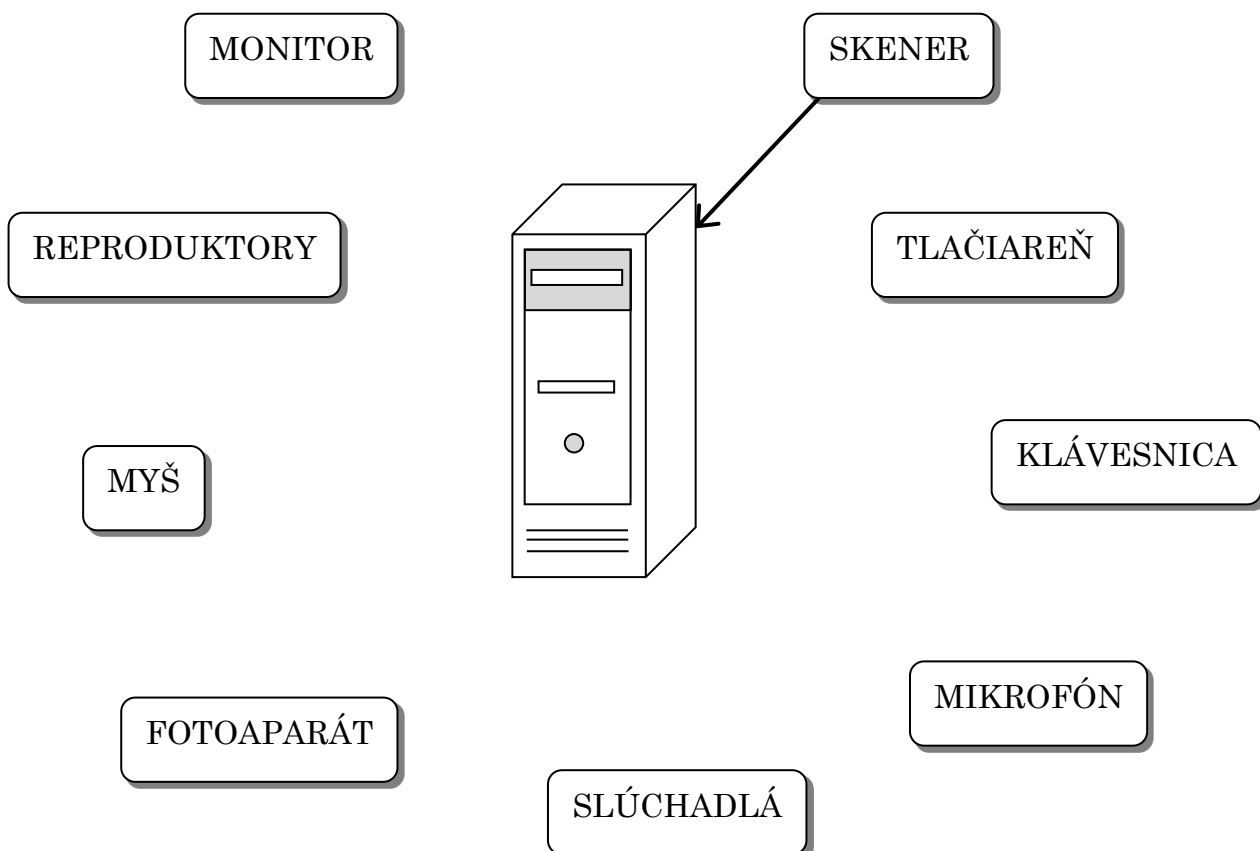 MONITOR
SKENER
REPRODUKTORY
TLAČIAREŇ
MYŠ
KLÁVESNICA
FOTOAPARÁT
MIKROFÓN
SLÚCHADLÁ